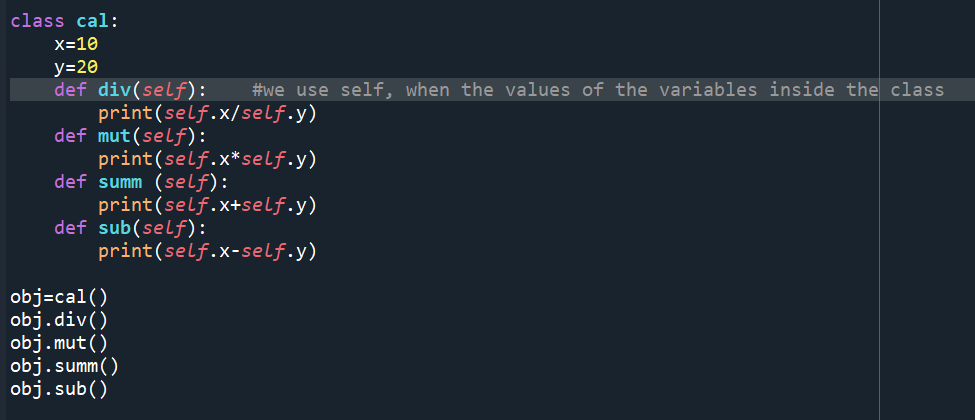 class cal:
    x=10
    y=20
    def div(self):    #we use self, when the values of the variables inside the class
        print(self.x/self.y)
    def mut(self):
        print(self.x*self.y)
    def summ (self):
        print(self.x+self.y)
    def sub(self):
        print(self.x-self.y)

obj=cal()
obj.div()
obj.mut()
obj.summ()
obj.sub()